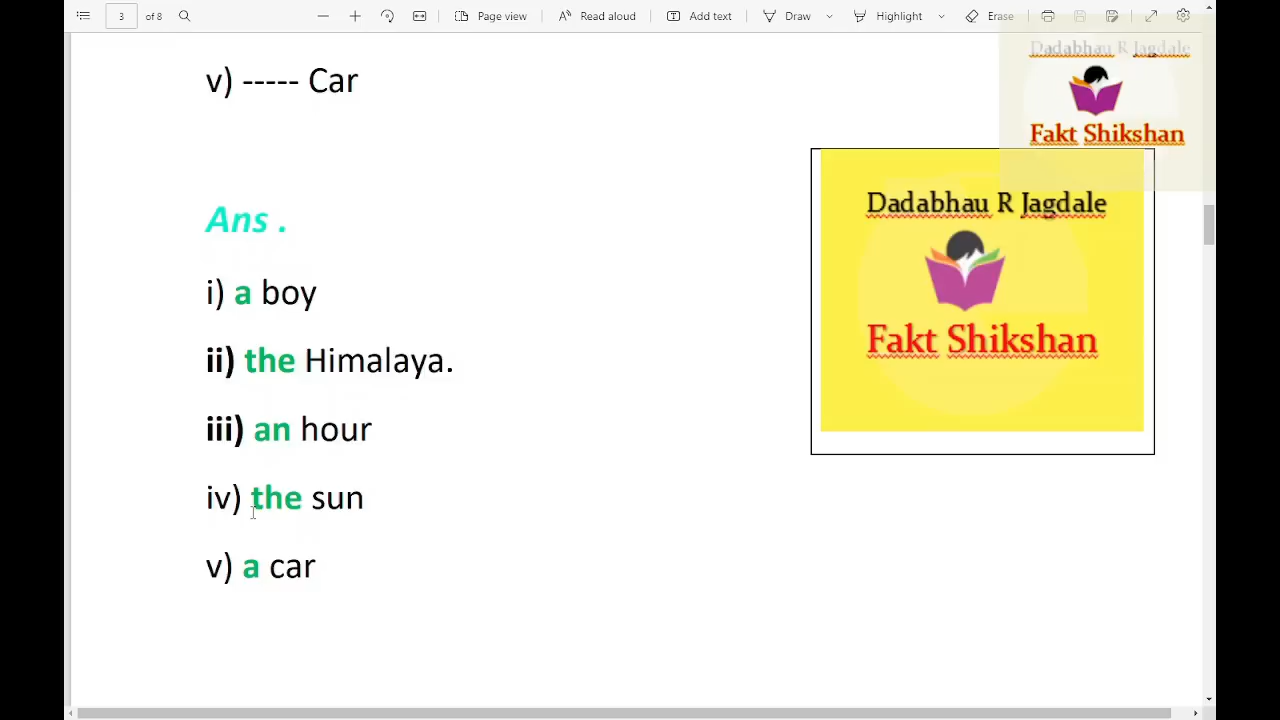 3 of 8 Page view Read aloud Add text Draw Highlight Erase
v) ----- Car
Dadabhau R Jagdale
Fakt Shikshan
Dadabhau R Jagdale
Fakt Shikshan
Ans .
i) a boy
ii) the Himalaya.
iii) an hour
iv) the sun
v) a car